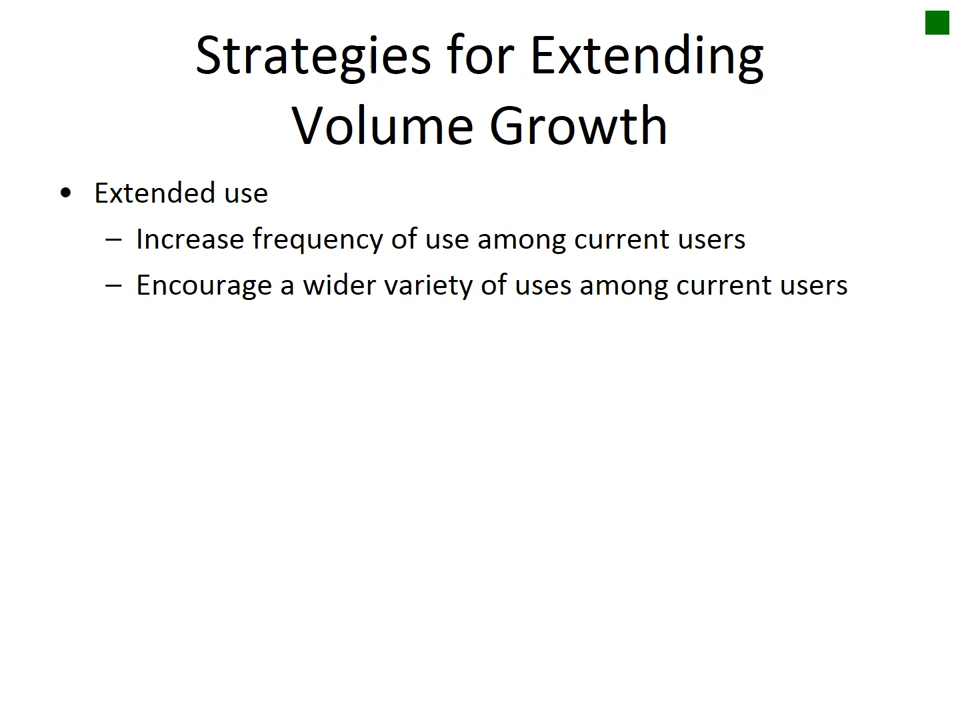 Strategies for Extending
Volume Growth
• Extended use
– Increase frequency of use among current users
– Encourage a wider variety of uses among current users